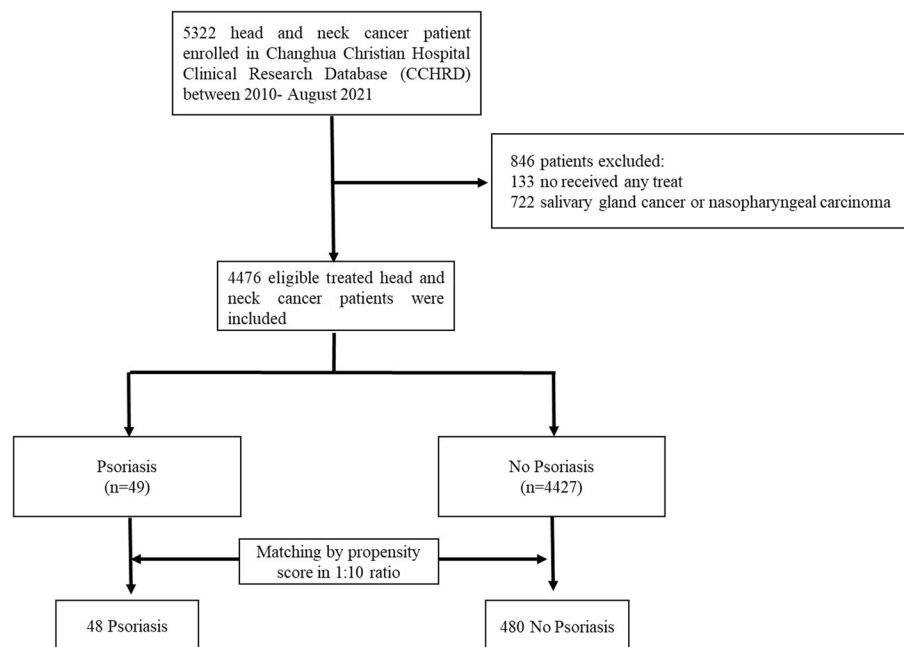 5322 head and neck cancer patient
enrolled in Changhua Christian Hospital
Clinical Research Database (CCHRD)
between 2010- August 2021
846 patients excluded:
133 no received any treat
722 salivary gland cancer or nasopharyngeal carcinoma
4476 eligible treated head and
neck cancer patients were
included
Psoriasis
(n=49)
No Psoriasis
(n=4427)
Matching by propensity
score in 1:10 ratio
48 Psoriasis
480 No Psoriasis